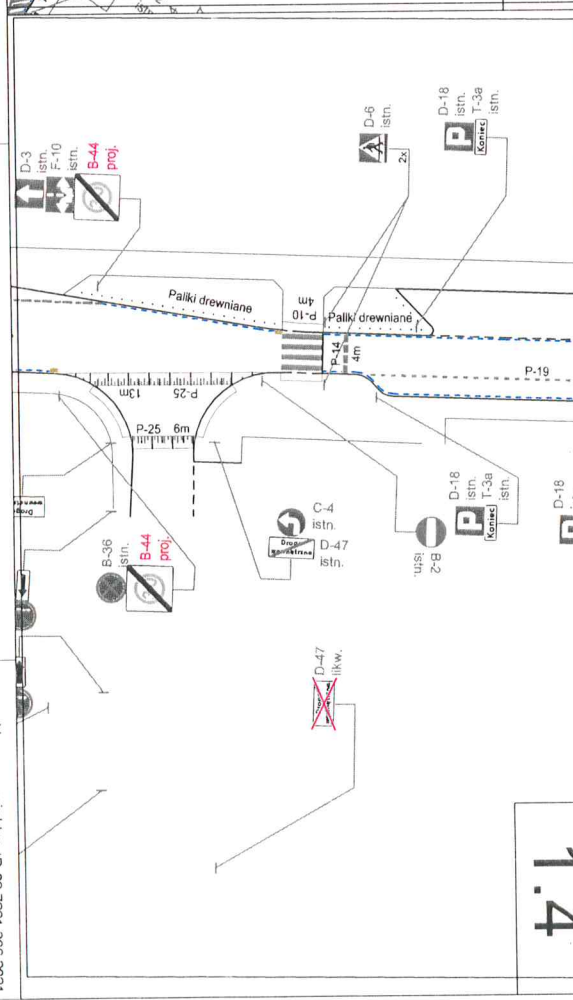 D-3
istn.
F-10
istn.
B-44
proj.
D-6
istn.
2x
D-18
istn.
T-3a
istn.
P
Koniec
Paliki drewniane
P-10
4m
Paliki drewniane
P-14
4m
P-19
P-25
13m
P-25 6m
C-4
istn.
D-47
istn.
B-36
istn.
B-44
proj.
B-2
istn.
D-18
istn.
T-3a
istn.
P
Koniec
D-18
D-47
likw.
1.4